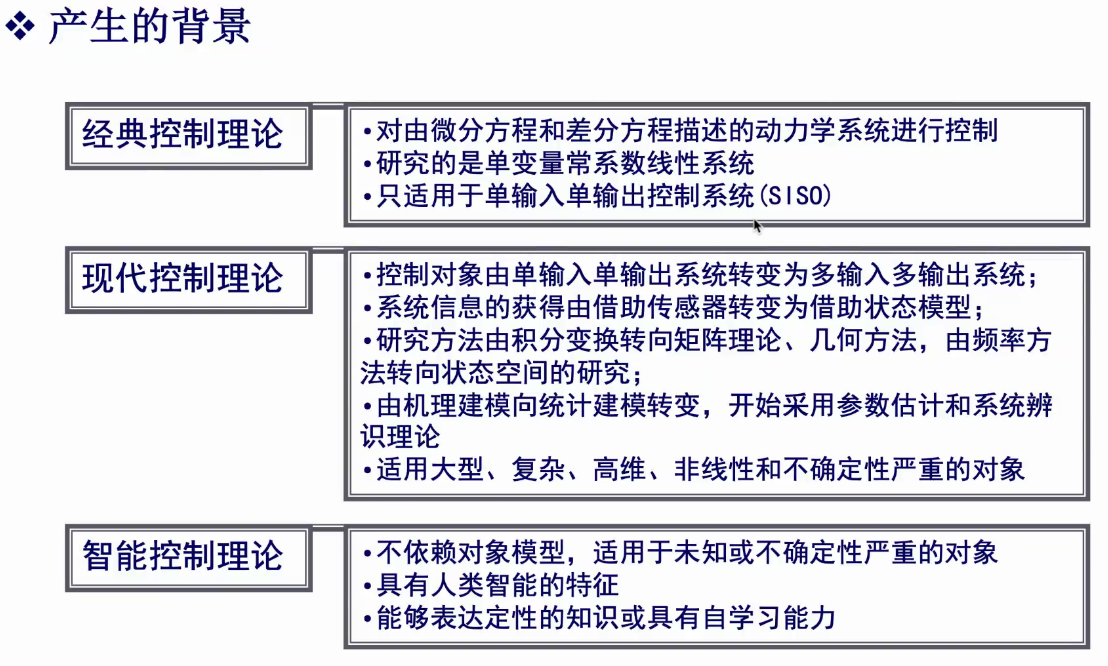 ❖ 产生的背景
经典控制理论
•对由微分方程和差分方程描述的动力学系统进行控制
•研究的是单变量常系数线性系统
•只适用于单输入单输出控制系统(SISO)
现代控制理论
•控制对象由单输入单输出系统转变为多输入多输出系统;
•系统信息的获得由借助传感器转变为借助状态模型;
•研究方法由积分变换转向矩阵理论、几何方法，由频率方
法转向状态空间的研究;
•由机理建模向统计建模转变，开始采用参数估计和系统辨
识理论
•适用大型、复杂、高维、非线性和不确定性严重的对象
智能控制理论
•不依赖对象模型，适用于未知或不确定性严重的对象
•具有人类智能的特征
•能够表达定性的知识或具有自学习能力